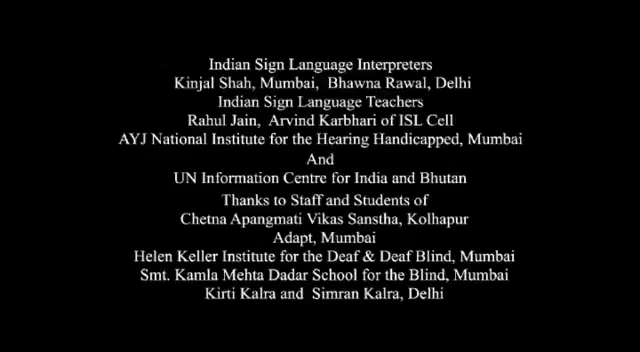 Indian Sign Language Interpreters
Kinjal Shah, Mumbai, Bhawna Rawal, Delhi
Indian Sign Language Teachers
Rahul Jain, Arvind Karbhari of ISL Cell
AYJ National Institute for the Hearing Handicapped, Mumbai
And
UN Information Centre for India and Bhutan
Thanks to Staff and Students of
Chetna Apangmati Vikas Sanstha, Kolhapur
Adapt, Mumbai
Helen Keller Institute for the Deaf & Deaf Blind, Mumbai
Smt. Kamla Mehta Dadar School for the Blind, Mumbai
Kirti Kalra and Simran Kalra, Delhi